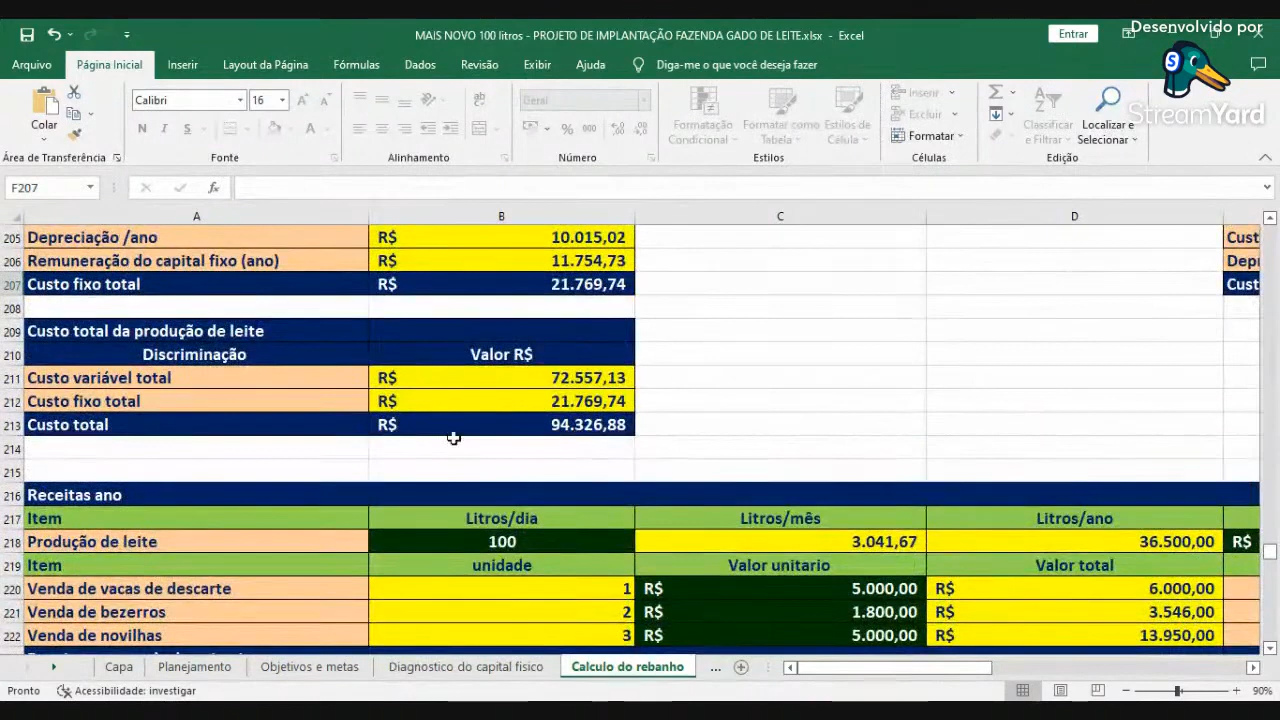 Desenvolvido por
StreamYard
MAIS NOVO 100 litros - PROJETO DE IMPLANTAÇÃO FAZENDA GADO DE LEITE.xlsx - Excel
Entrar
Arquivo Página Inicial Inserir Layout da Página Fórmulas Dados Revisão Exibir Ajuda Diga-me o que você deseja fazer
Colar
Calibri 16
N I S A
Geral
% 000
Formatação Condicional
Formatar como Tabela
Estilos de Célula
Inserir
Excluir
Formatar
Classificar e Filtrar
Localizar e Selecionar
Área de Transferência Fonte Alinhamento Número Estilos Células Edição
F207 fx
A B C D
205 Depreciação /ano R$ 10.015,02 Cust
206 Remuneração do capital fixo (ano) R$ 11.754,73 Depr
207 Custo fixo total R$ 21.769,74 Cust
208
209 Custo total da produção de leite
210 Discriminação Valor R$
211 Custo variável total R$ 72.557,13
212 Custo fixo total R$ 21.769,74
213 Custo total R$ 94.326,88
214
215
216 Receitas ano
217 Item Litros/dia Litros/mês Litros/ano
218 Produção de leite 100 3.041,67 36.500,00 R$
219 Item unidade Valor unitario Valor total
220 Venda de vacas de descarte 1 R$ 5.000,00 R$ 6.000,00
221 Venda de bezerros 2 R$ 1.800,00 R$ 3.546,00
222 Venda de novilhas 3 R$ 5.000,00 R$ 13.950,00
Capa Planejamento Objetivos e metas Diagnostico do capital fisico Calculo do rebanho ...
Pronto Acessibilidade: investigar 90%